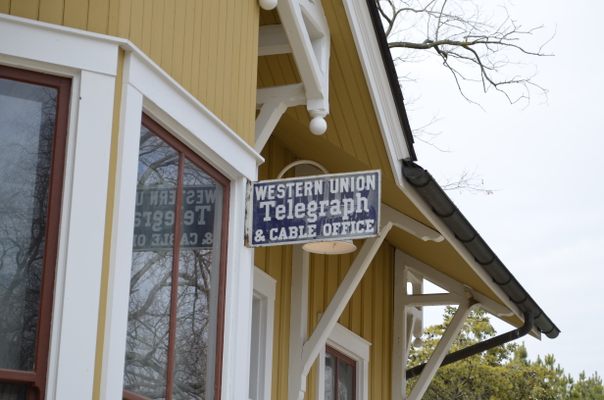 WESTERN UNION
Telegraph
& CABLE OFFICE